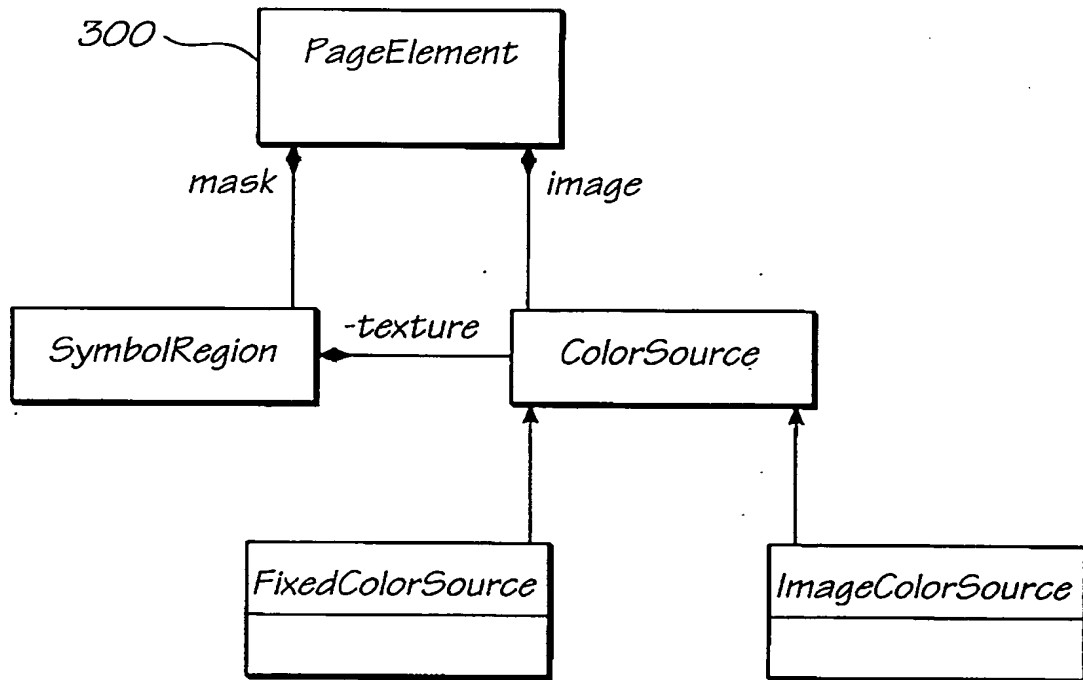 300
PageElement
mask
image
SymbolRegion
-texture
ColorSource
FixedColorSource
ImageColorSource